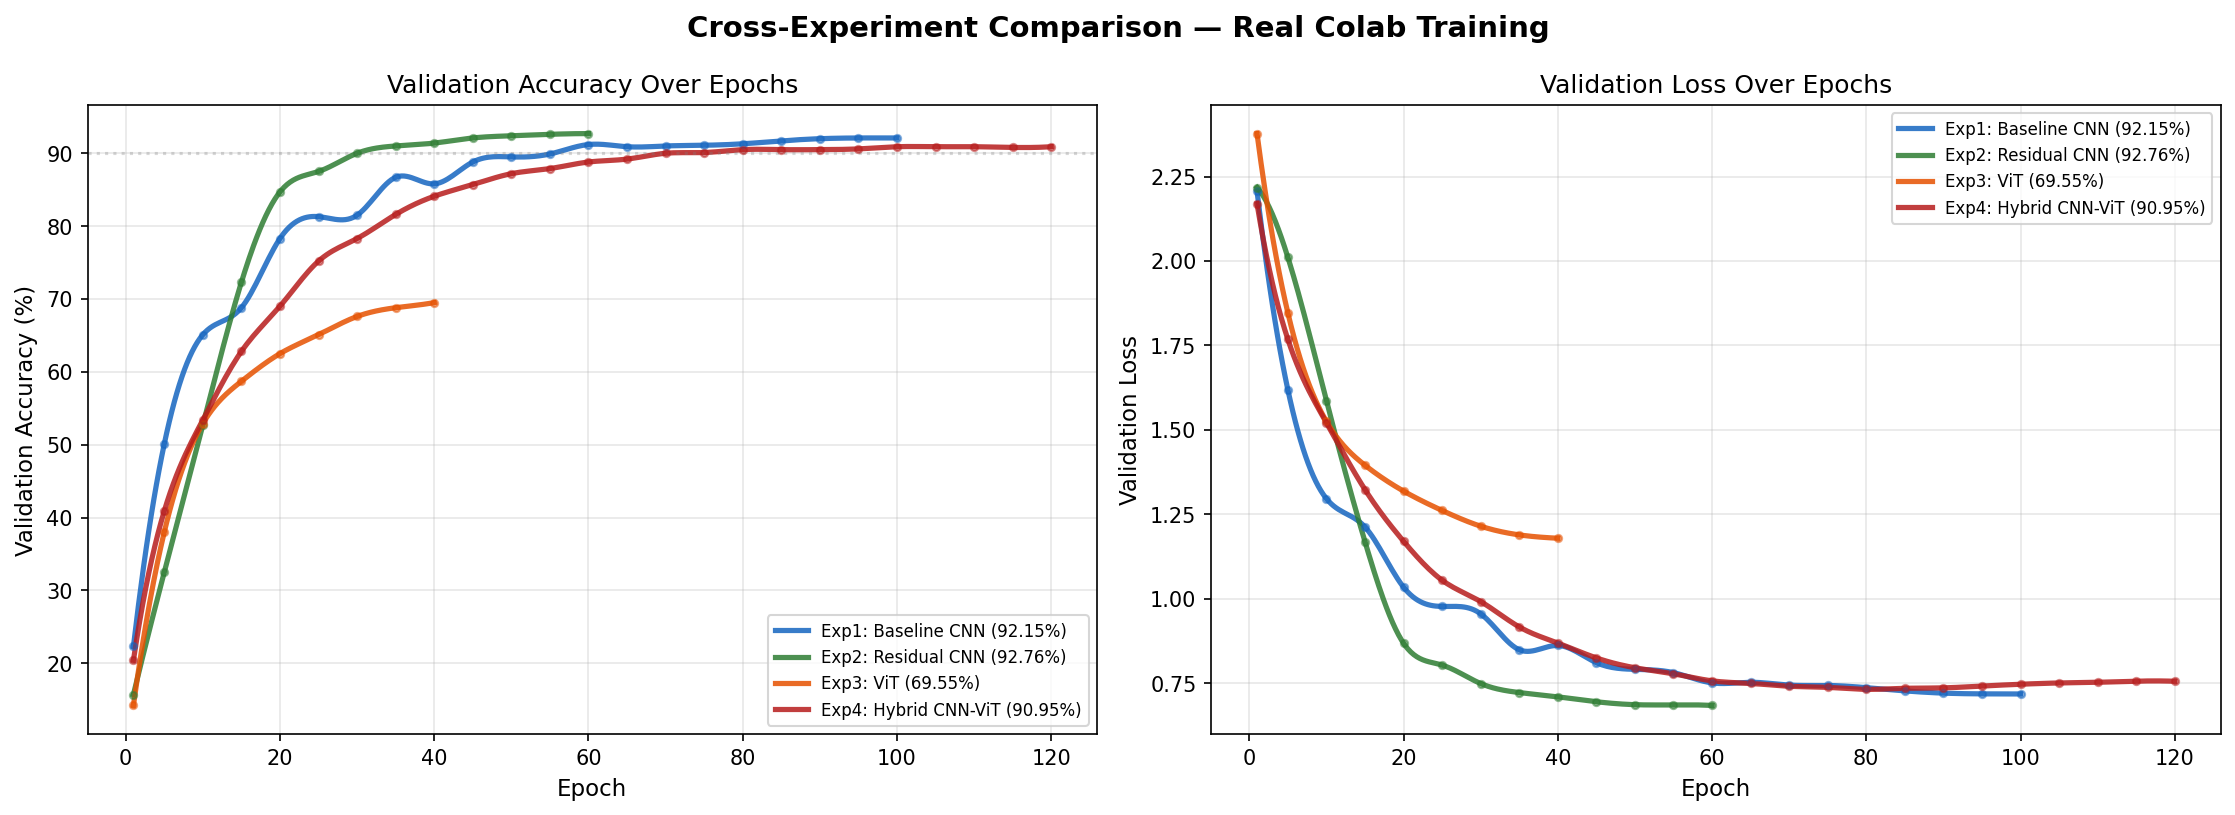 Cross-Experiment Comparison — Real Colab Training
Validation Accuracy Over Epochs
Validation Accuracy (%)
90
80
70
60
50
40
30
20
0
20
40
60
80
100
120
Epoch
Exp1: Baseline CNN (92.15%)
Exp2: Residual CNN (92.76%)
Exp3: ViT (69.55%)
Exp4: Hybrid CNN-ViT (90.95%)
Validation Loss Over Epochs
Validation Loss
2.25
2.00
1.75
1.50
1.25
1.00
0.75
0
20
40
60
80
100
120
Epoch
Exp1: Baseline CNN (92.15%)
Exp2: Residual CNN (92.76%)
Exp3: ViT (69.55%)
Exp4: Hybrid CNN-ViT (90.95%)